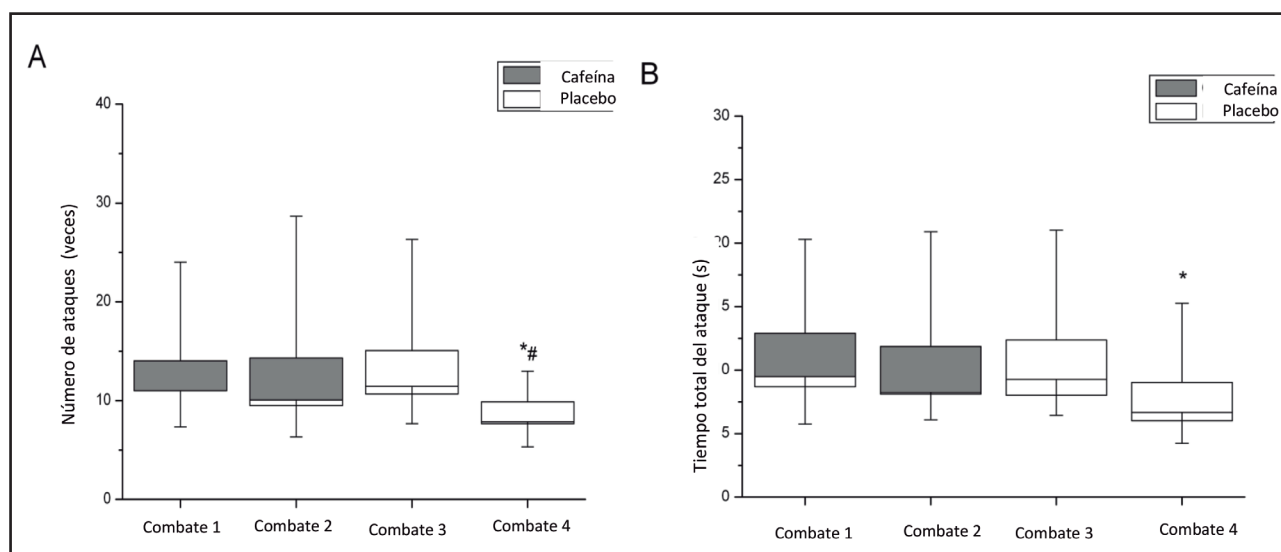 A
Cafeína
Placebo
40
30
20
10
0
Número de ataques (veces)
Combate 1
Combate 2
Combate 3
Combate 4
*#
B
Cafeína
Placebo
30
25
20
5
0
5
0
Tiempo total del ataque (s)
Combate 1
Combate 2
Combate 3
Combate 4
*